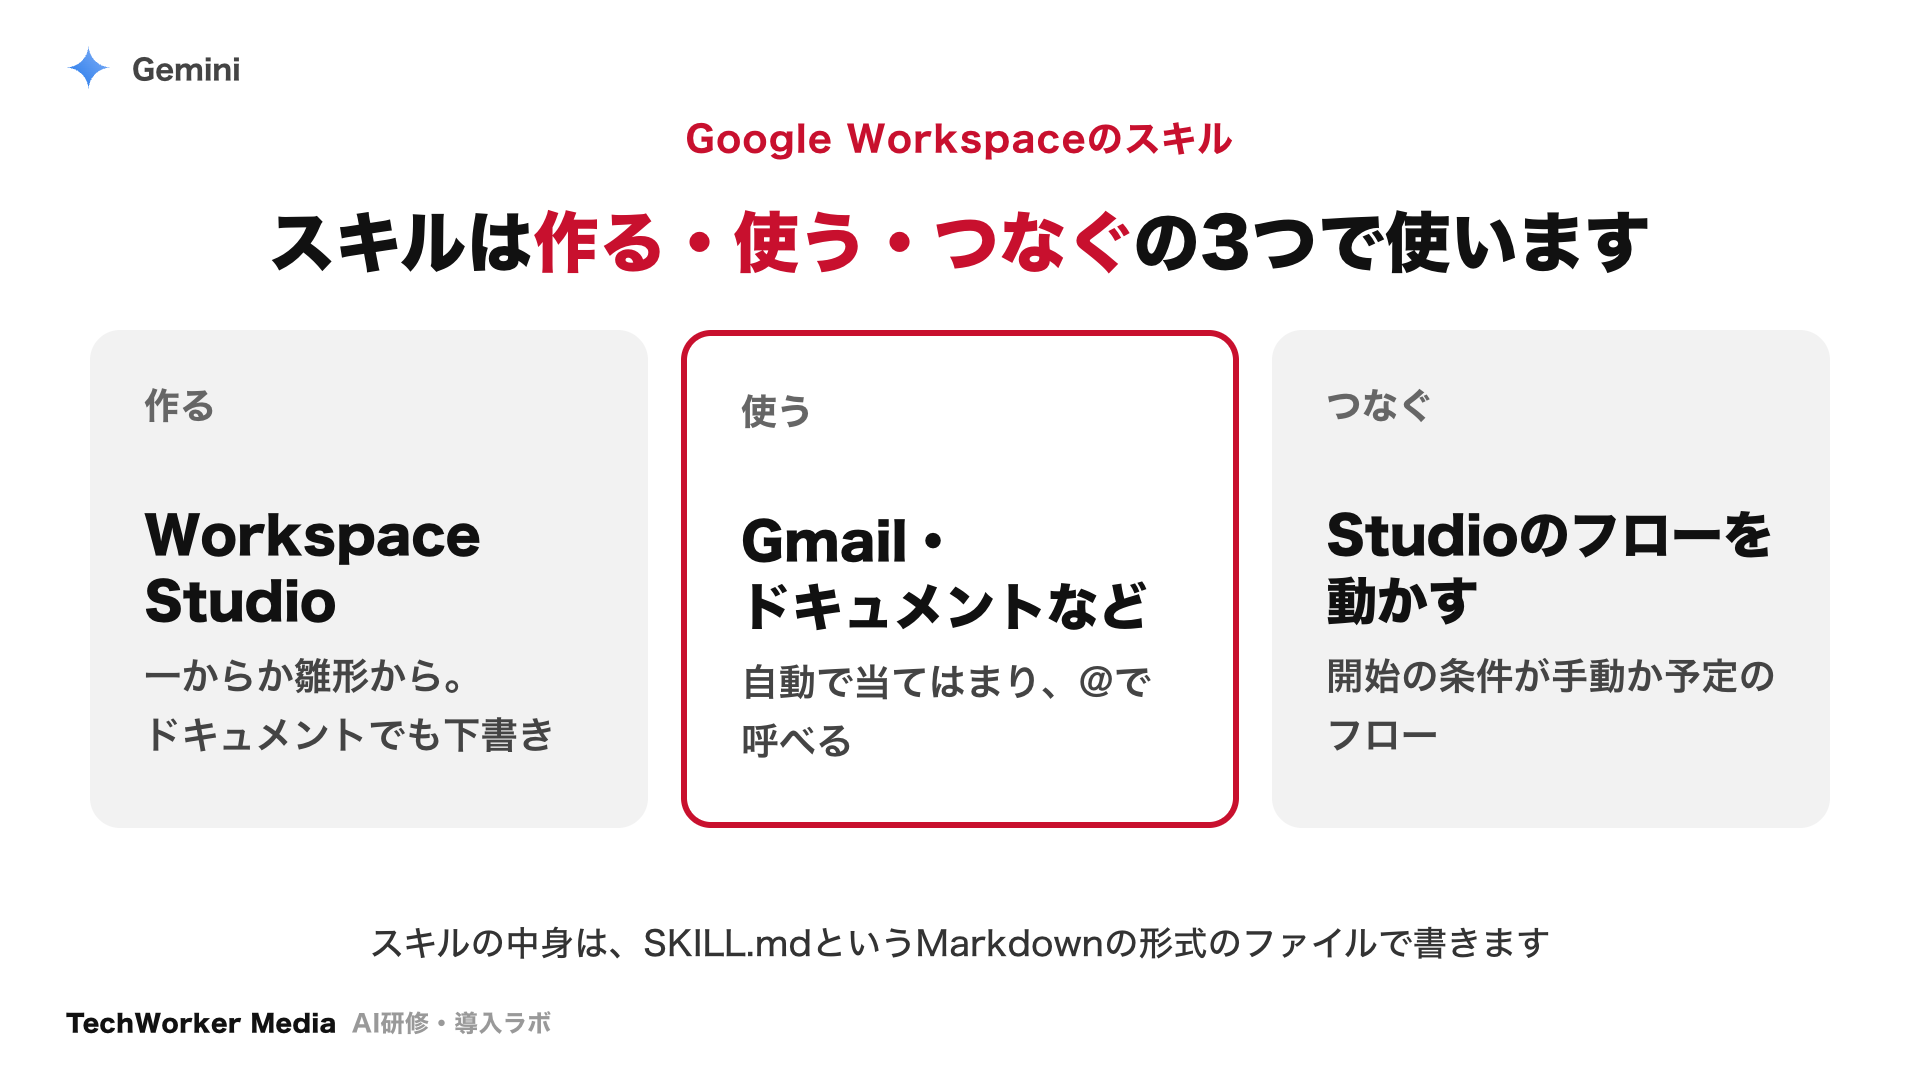 Gemini
Google Workspaceのスキル
スキルは作る・使う・つなぐの3つで使います
作る
Workspace
Studio
一からか雛形から。
ドキュメントでも下書き
使う
Gmail・
ドキュメントなど
自動で当てはまり、@で
呼べる
つなぐ
Studioのフローを
動かす
開始の条件が手動か予定の
フロー
スキルの中身は、SKILL.mdというMarkdownの形式のファイルで書きます
TechWorker Media AI研修・導入ラボ